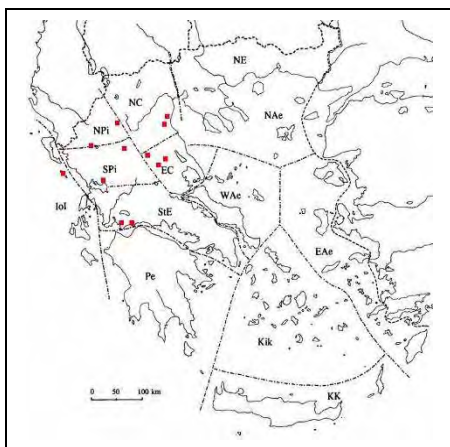 NE
NC
NAe
NPi
SPi
EC
WAe
IoI
StE
EAe
Pe
Kik
KK
0 50 100 km